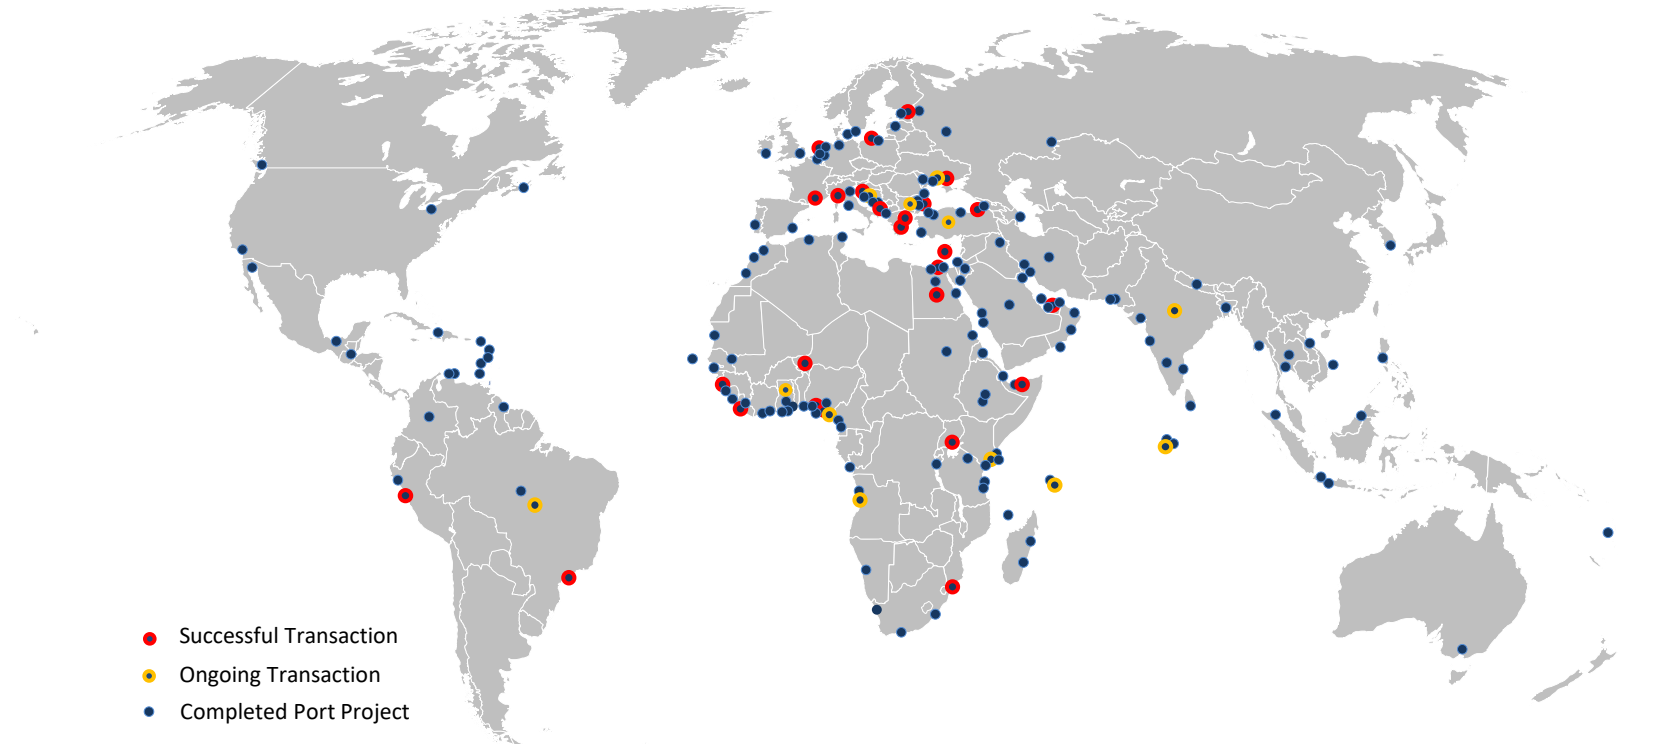 Successful Transaction
Ongoing Transaction
Completed Port Project